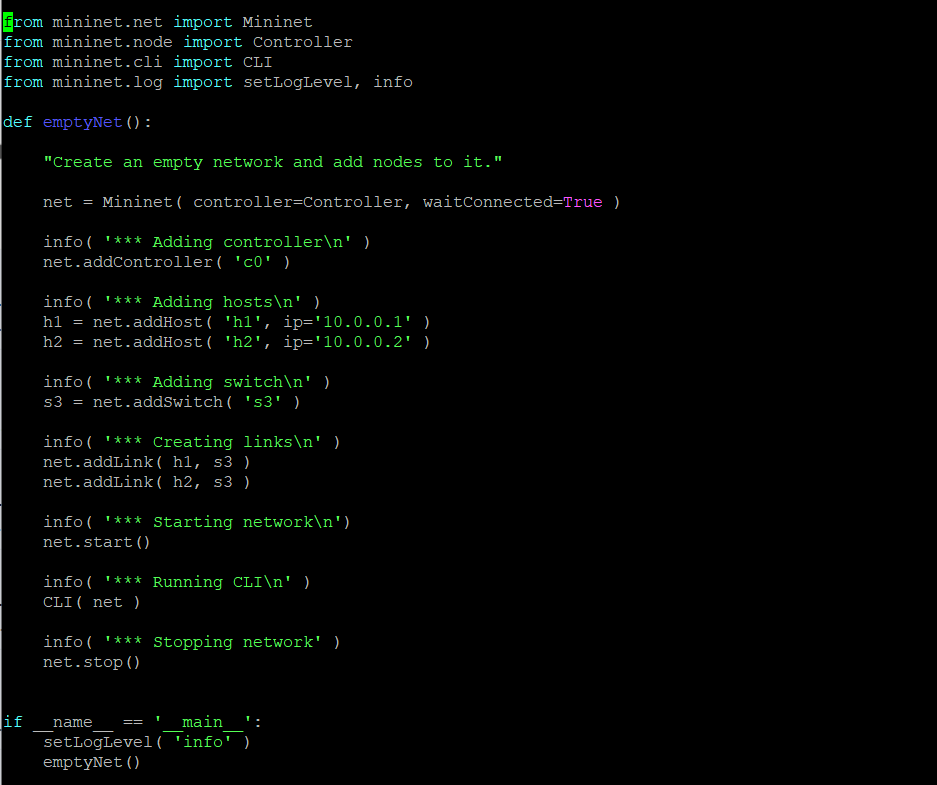 from mininet.net import Mininet
from mininet.node import Controller
from mininet.cli import CLI
from mininet.log import setLogLevel, info

def emptyNet():

    "Create an empty network and add nodes to it."

    net = Mininet( controller=Controller, waitConnected=True )

    info( '*** Adding controller\n' )
    net.addController( 'c0' )

    info( '*** Adding hosts\n' )
    h1 = net.addHost( 'h1', ip='10.0.0.1' )
    h2 = net.addHost( 'h2', ip='10.0.0.2' )

    info( '*** Adding switch\n' )
    s3 = net.addSwitch( 's3' )

    info( '*** Creating links\n' )
    net.addLink( h1, s3 )
    net.addLink( h2, s3 )

    info( '*** Starting network\n')
    net.start()

    info( '*** Running CLI\n' )
    CLI( net )

    info( '*** Stopping network' )
    net.stop()


if __name__ == '__main__':
    setLogLevel( 'info' )
    emptyNet()